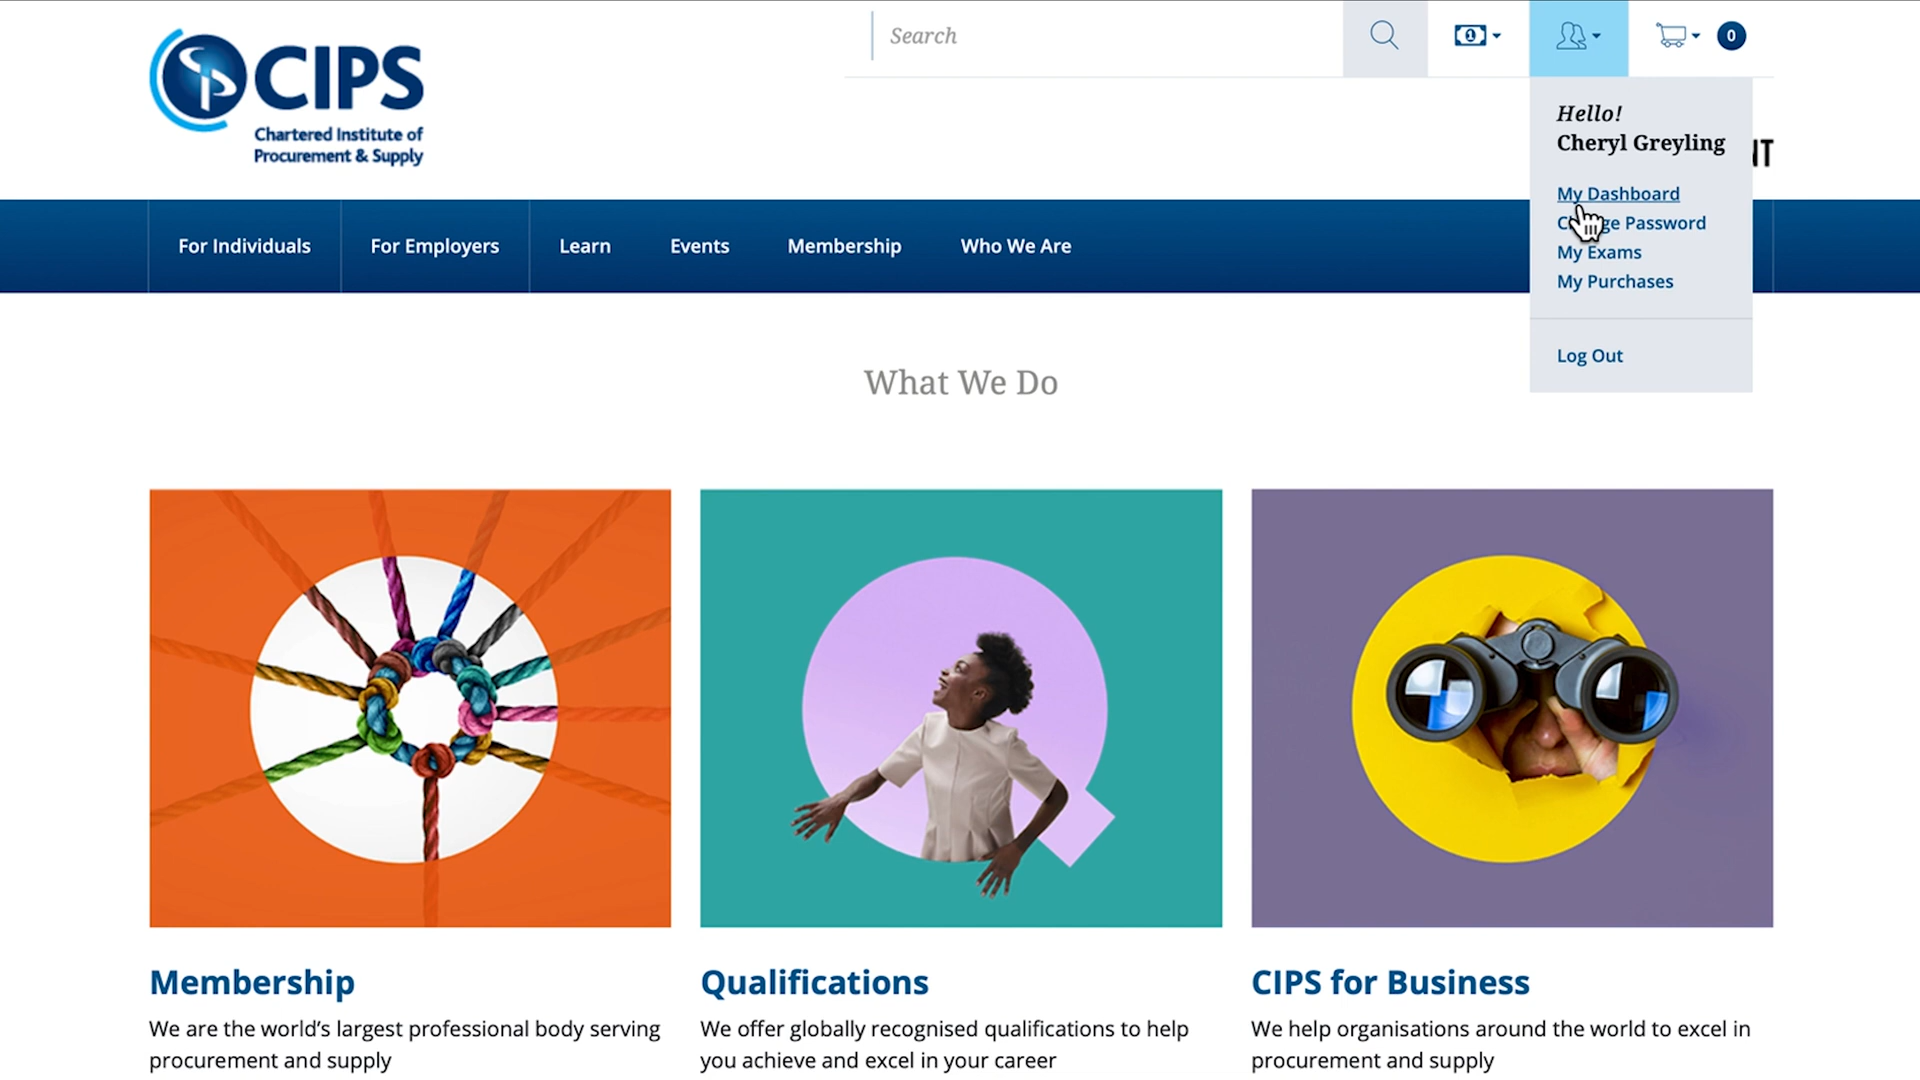 CIPS
Chartered Institute of
Procurement & Supply
Search
0
Hello!
Cheryl Greyling
NT
My Dashboard
Password
My Exams
My Purchases
Log Out
For Individuals
For Employers
Learn
Events
Membership
Who We Are
What We Do
Membership
We are the world's largest professional body serving
procurement and supply
Qualifications
We offer globally recognised qualifications to help
you achieve and excel in your career
CIPS for Business
We help organisations around the world to excel in
procurement and supply